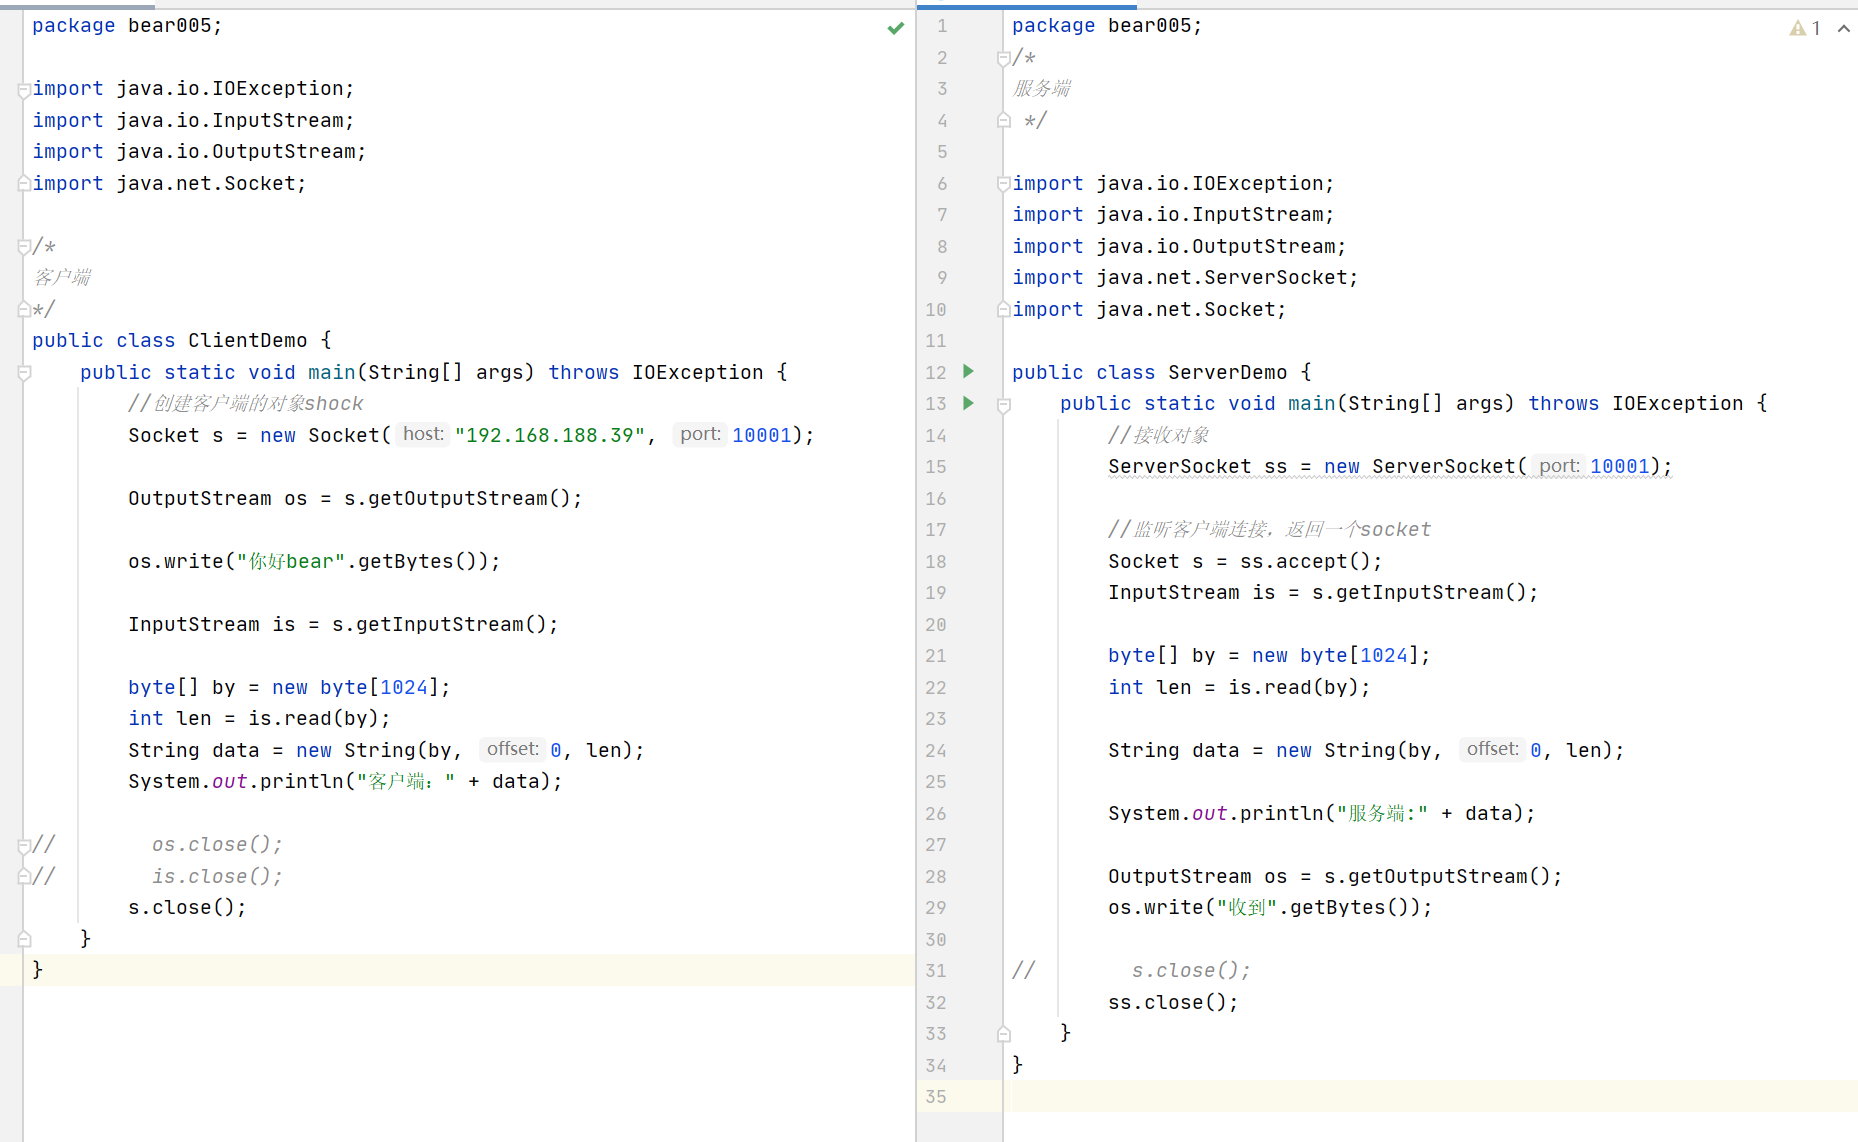 package bear005;
import java.io.IOException;
import java.io.InputStream;
import java.io.OutputStream;
import java.net.Socket;
/*
客户端
*/
public class ClientDemo {
public static void main(String[] args) throws IOException {
//创建客户端的对象shock
Socket s = new Socket( host: "192.168.188.39", port: 10001);
OutputStream os = s.getOutputStream();
os.write("你好bear".getBytes());
InputStream is = s.getInputStream();
byte[] by = new byte[1024];
int len = is.read(by);
String data = new String(by, offset: 0, len);
System.out.println("客户端：" + data);
// os.close();
// is.close();
s.close();
}
}
1 package bear005;
2 /*
3 服务端
4 */
5
6 import java.io.IOException;
7 import java.io.InputStream;
8 import java.io.OutputStream;
9 import java.net.ServerSocket;
10 import java.net.Socket;
11
12 public class ServerDemo {
13 public static void main(String[] args) throws IOException {
14 //接收对象
15 ServerSocket ss = new ServerSocket( port: 10001);
16
17 //监听客户端连接，返回一个socket
18 Socket s = ss.accept();
19 InputStream is = s.getInputStream();
20
21 byte[] by = new byte[1024];
22 int len = is.read(by);
23
24 String data = new String(by, offset: 0, len);
25
26 System.out.println("服务端:" + data);
27
28 OutputStream os = s.getOutputStream();
29 os.write("收到".getBytes());
30
31 // s.close();
32 ss.close();
33 }
34 }
35
1